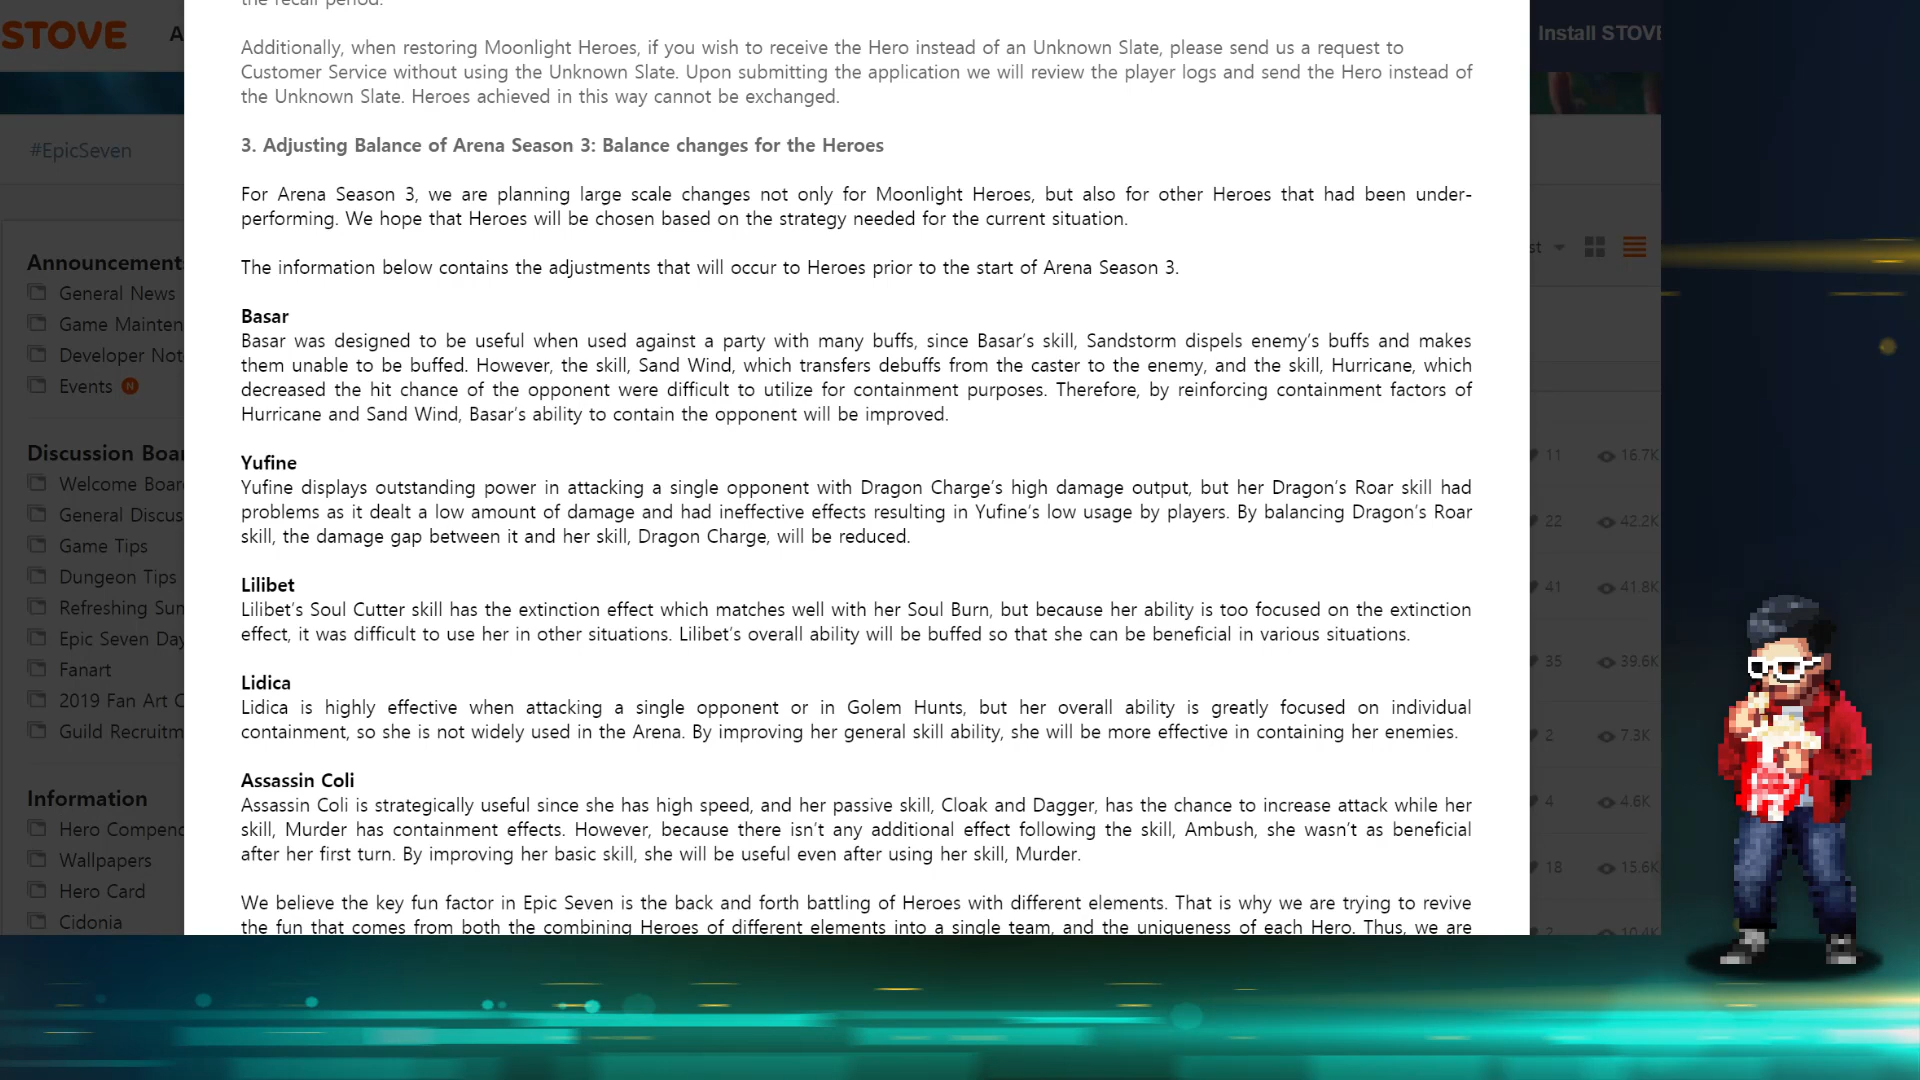 the recall period.
STOVE
A
Install STOVE
Additionally, when restoring Moonlight Heroes, if you wish to receive the Hero instead of an Unknown Slate, please send us a request to
Customer Service without using the Unknown Slate. Upon submitting the application we will review the player logs and send the Hero instead of
the Unknown Slate. Heroes achieved in this way cannot be exchanged.
#EpicSeven
3. Adjusting Balance of Arena Season 3: Balance changes for the Heroes
For Arena Season 3, we are planning large scale changes not only for Moonlight Heroes, but also for other Heroes that had been under-
performing. We hope that Heroes will be chosen based on the strategy needed for the current situation.
The information below contains the adjustments that will occur to Heroes prior to the start of Arena Season 3.
Basar
Basar was designed to be useful when used against a party with many buffs, since Basar's skill, Sandstorm dispels enemy's buffs and makes
them unable to be buffed. However, the skill, Sand Wind, which transfers debuffs from the caster to the enemy, and the skill, Hurricane, which
decreased the hit chance of the opponent were difficult to utilize for containment purposes. Therefore, by reinforcing containment factors of
Hurricane and Sand Wind, Basar's ability to contain the opponent will be improved.
Yufine
Yufine displays outstanding power in attacking a single opponent with Dragon Charge's high damage output, but her Dragon's Roar skill had
problems as it dealt a low amount of damage and had ineffective effects resulting in Yufine's low usage by players. By balancing Dragon's Roar
skill, the damage gap between it and her skill, Dragon Charge, will be reduced.
Lilibet
Lilibet's Soul Cutter skill has the extinction effect which matches well with her Soul Burn, but because her ability is too focused on the extinction
effect, it was difficult to use her in other situations. Lilibet's overall ability will be buffed so that she can be beneficial in various situations.
Lidica
Lidica is highly effective when attacking a single opponent or in Golem Hunts, but her overall ability is greatly focused on individual
containment, so she is not widely used in the Arena. By improving her general skill ability, she will be more effective in containing her enemies.
Assassin Coli
Assassin Coli is strategically useful since she has high speed, and her passive skill, Cloak and Dagger, has the chance to increase attack while her
skill, Murder has containment effects. However, because there isn't any additional effect following the skill, Ambush, she wasn't as beneficial
after her first turn. By improving her basic skill, she will be useful even after using her skill, Murder.
We believe the key fun factor in Epic Seven is the back and forth battling of Heroes with different elements. That is why we are trying to revive
the fun that comes from both the combining Heroes of different elements into a single team, and the uniqueness of each Hero. Thus, we are
Announcement
General News
Game Mainten
Developer Not
Events N
Discussion Boar
Welcome Boar
General Discus
Game Tips
Dungeon Tips
Refreshing Sum
Epic Seven Day
Fanart
2019 Fan Art C
Guild Recruitm
Information
Hero Compend
Wallpapers
Hero Card
Cidonia
st
11 16.7K
22 42.2K
41 41.8K
35 39.6K
2 7.3K
4 4.6K
18 15.6K
2 10.4K